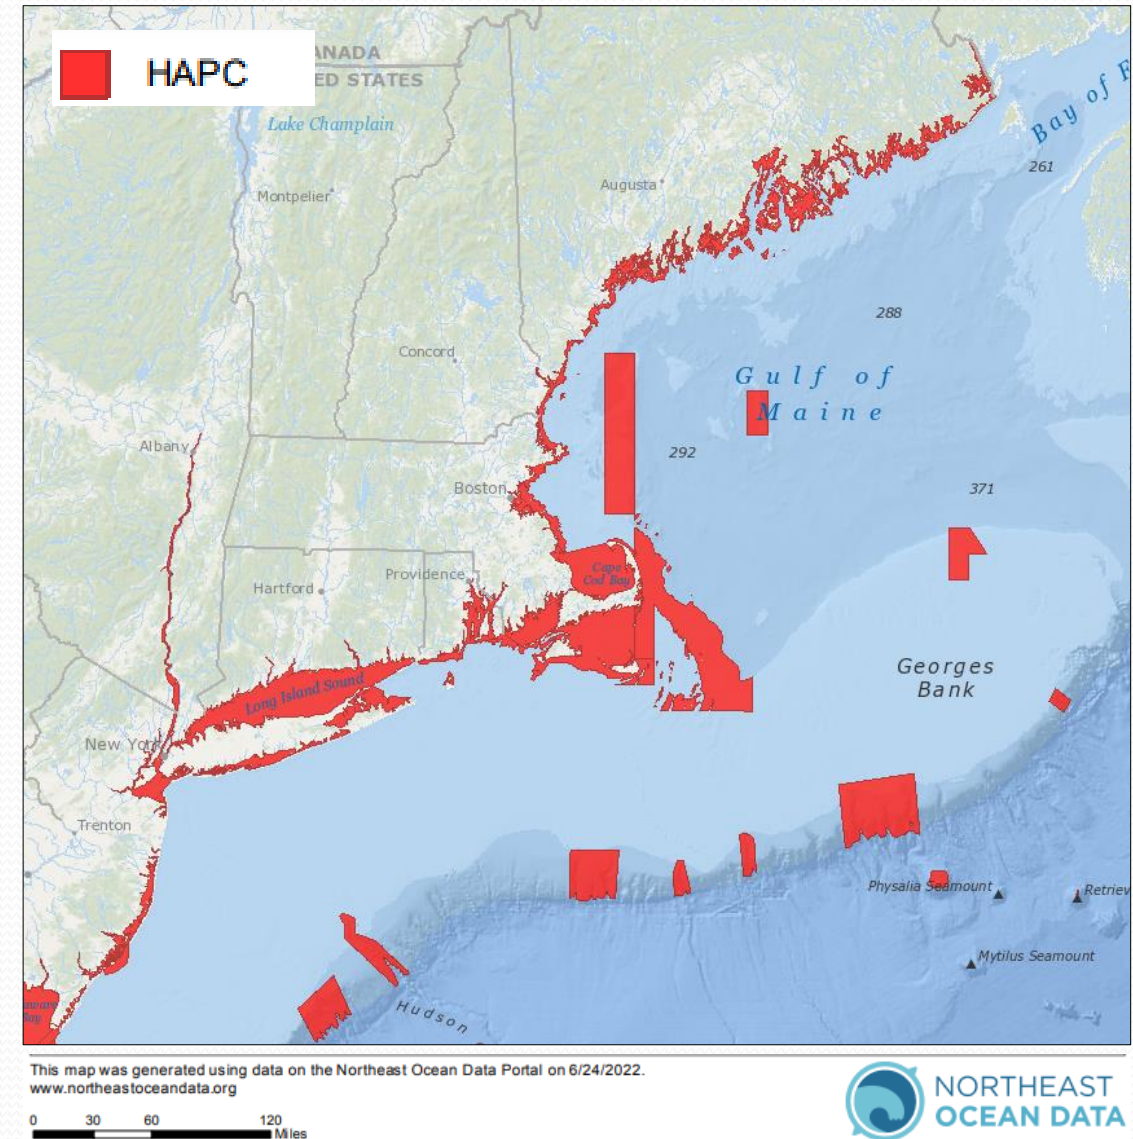 HAPC
ANADA
ED STATES
Lake Champlain
Bay of F
261
Montpelier
Augusta
288
Concord
Gulf of
Maine
292
Albany
371
Boston
Cape
Cod Bay
Providence
Hartford
Georges
Bank
Long Island Sound
New York
Trenton
Physalia Seamount
Retriev
Mytilus Seamount
aware
Bay
Hudson
This map was generated using data on the Northeast Ocean Data Portal on 6/24/2022.
www.northeastoceandata.org
0 30 60 120
Miles
NORTHEAST
OCEAN DATA